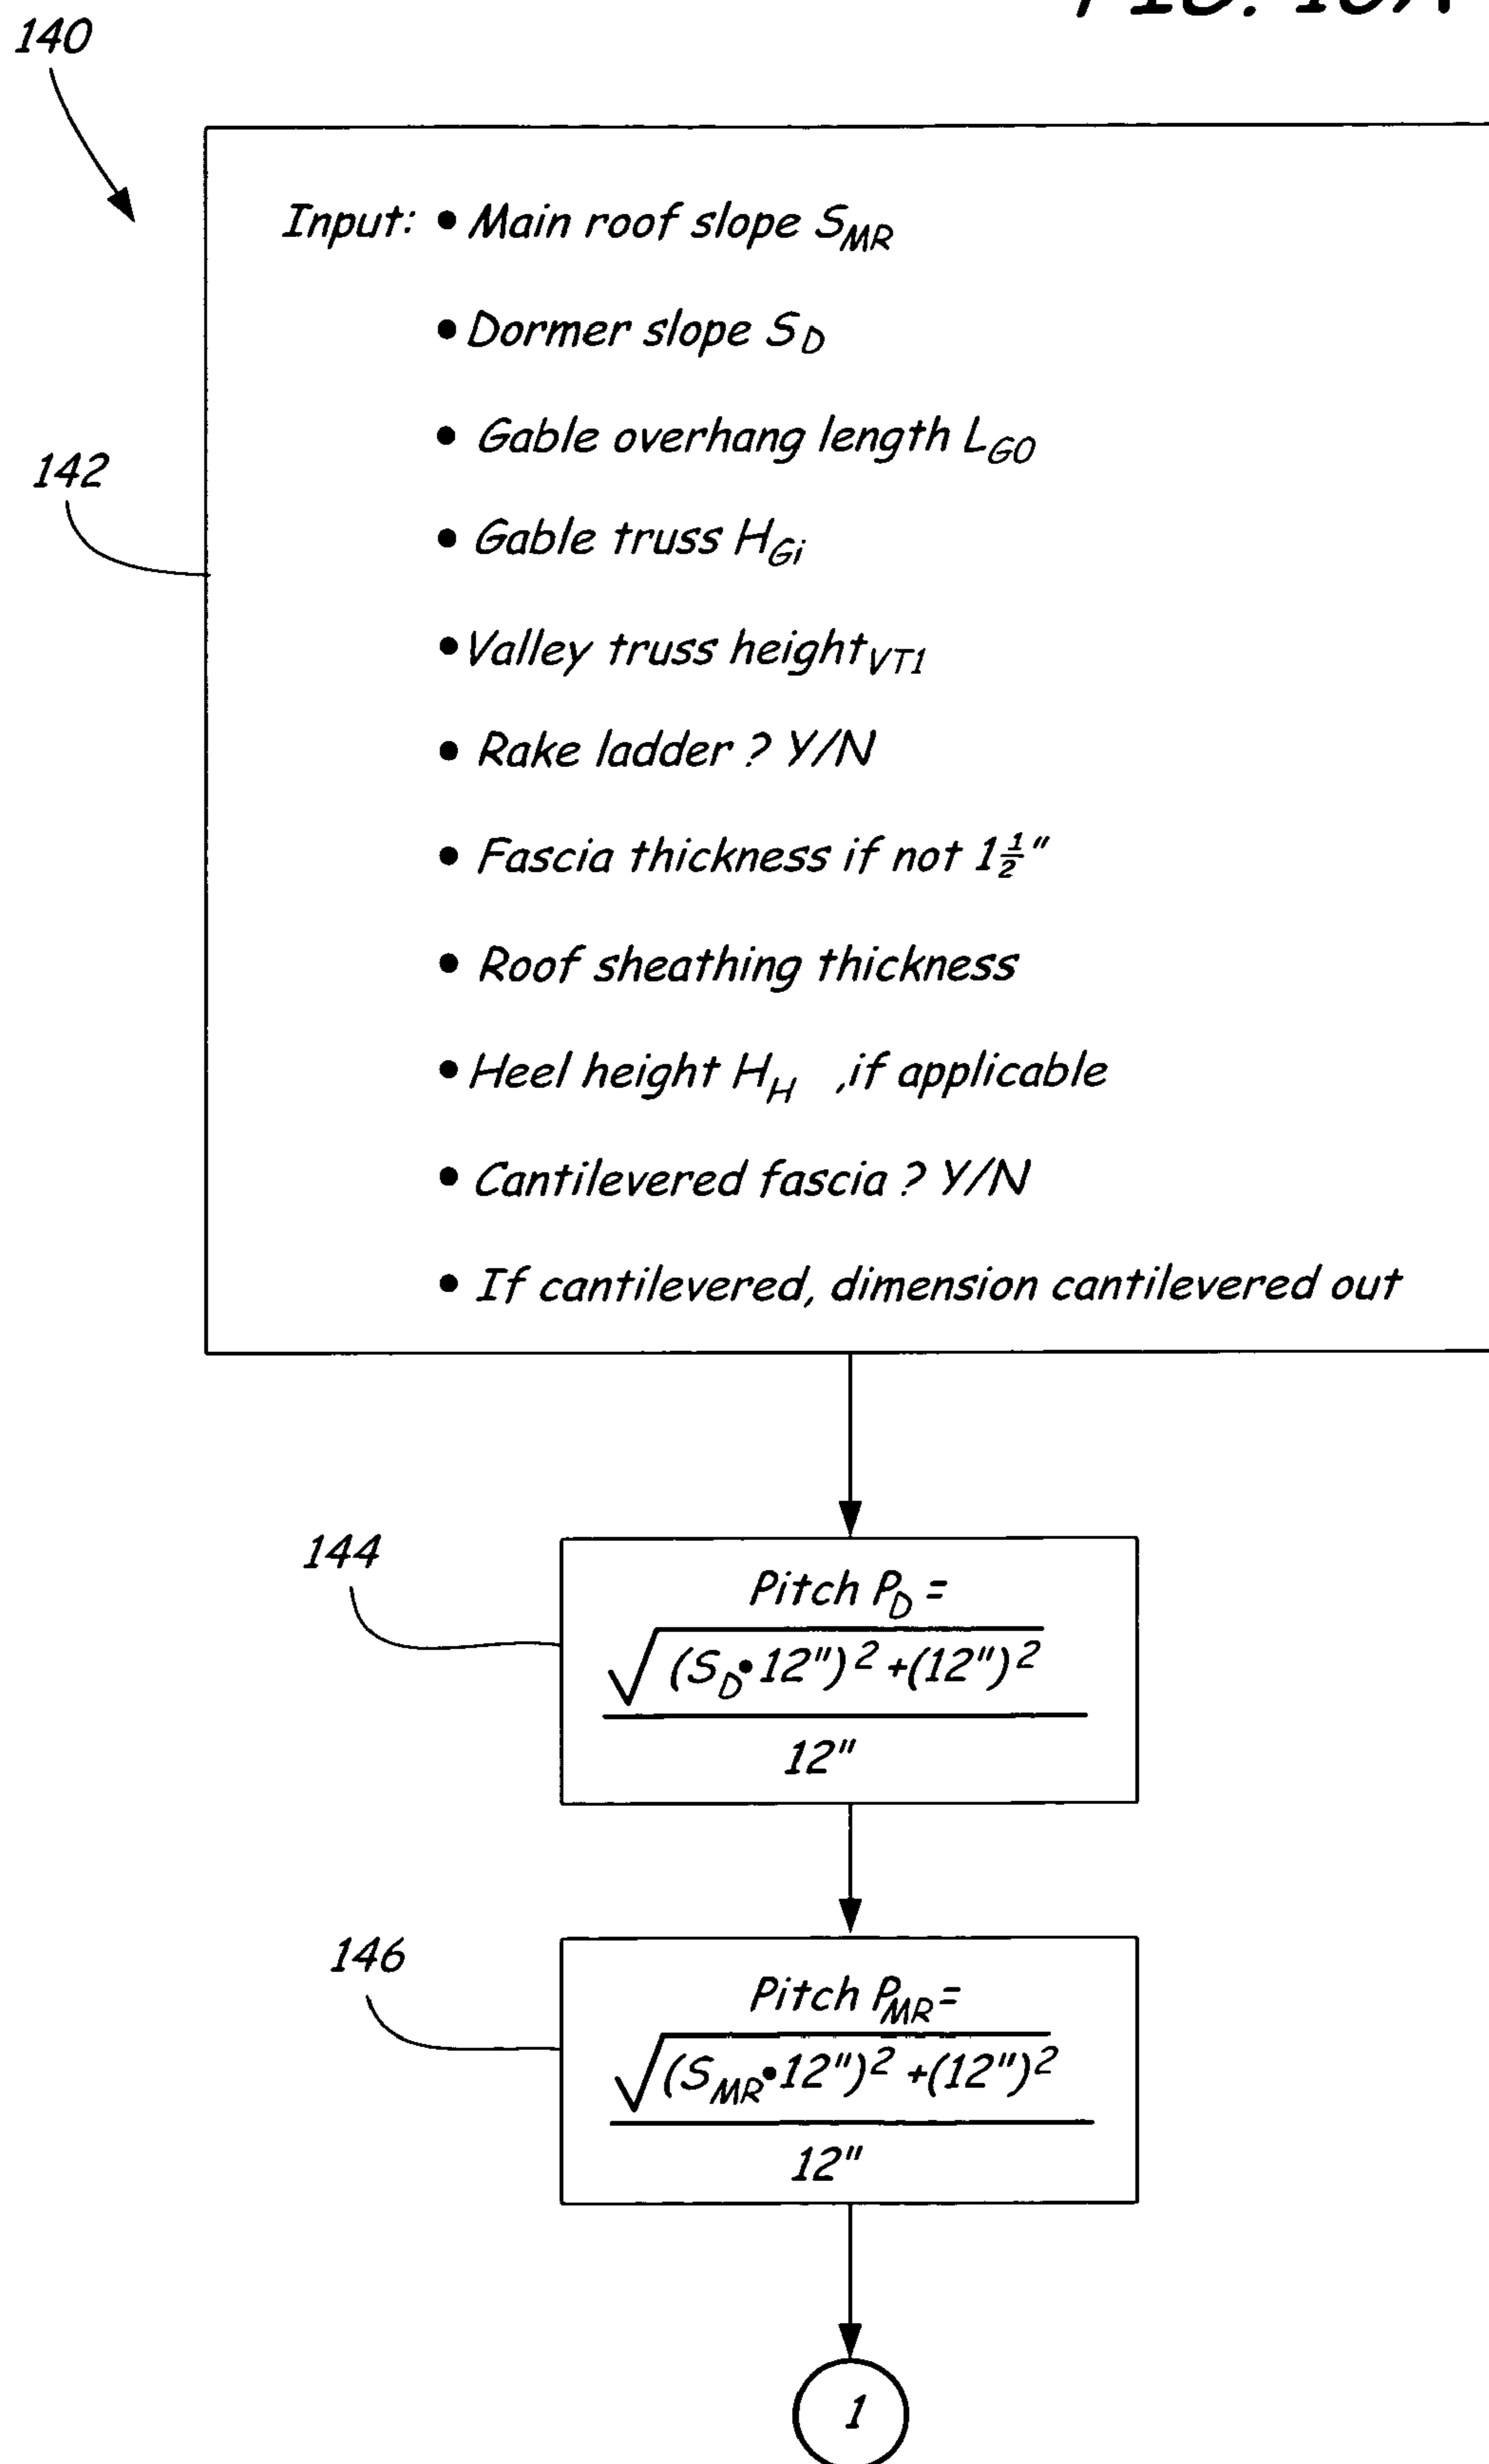 140
Input: • Main roof slope S_MR
• Dormer slope S_D
• Gable overhang length L_GO
142
• Gable truss H_Gi
• Valley truss height_VT1
• Rake ladder ? Y/N
• Fascia thickness if not 1½"
• Roof sheathing thickness
• Heel height H_H ,if applicable
• Cantilevered fascia ? Y/N
• If cantilevered, dimension cantilevered out
144
Pitch P_D =
√(S_D•12")² +(12")²
12"
146
Pitch P_MR=
√(S_MR•12")² +(12")²
12"
1